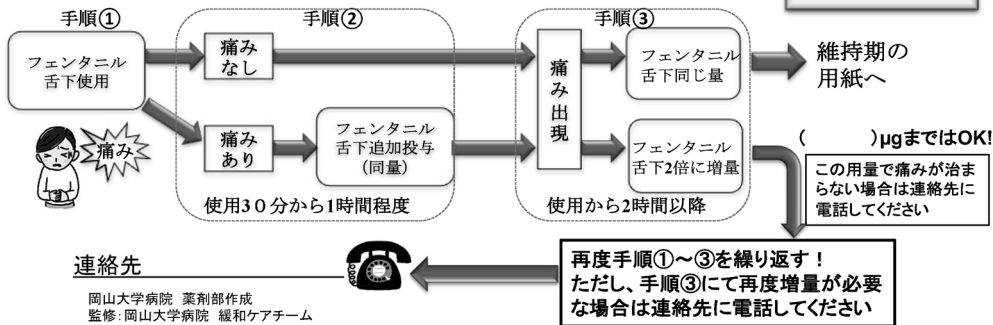 手順①
手順②
手順③
フェンタニル
舌下使用
痛み
なし
痛み
あり
フェンタニル
舌下追加投与
(同量)
使用30分から1時間程度
痛み出現
フェンタニル
舌下同じ量
フェンタニル
舌下2倍に増量
使用から2時間以降
維持期の
用紙へ
( )μgまではOK!
この用量で痛みが治ま
らない場合は連絡先に
電話してください
痛み
再度手順①～③を繰り返す！
ただし、手順③にて再度増量が必要
な場合は連絡先に電話してください
連絡先
岡山大学病院 薬剤部作成
監修：岡山大学病院 緩和ケアチーム